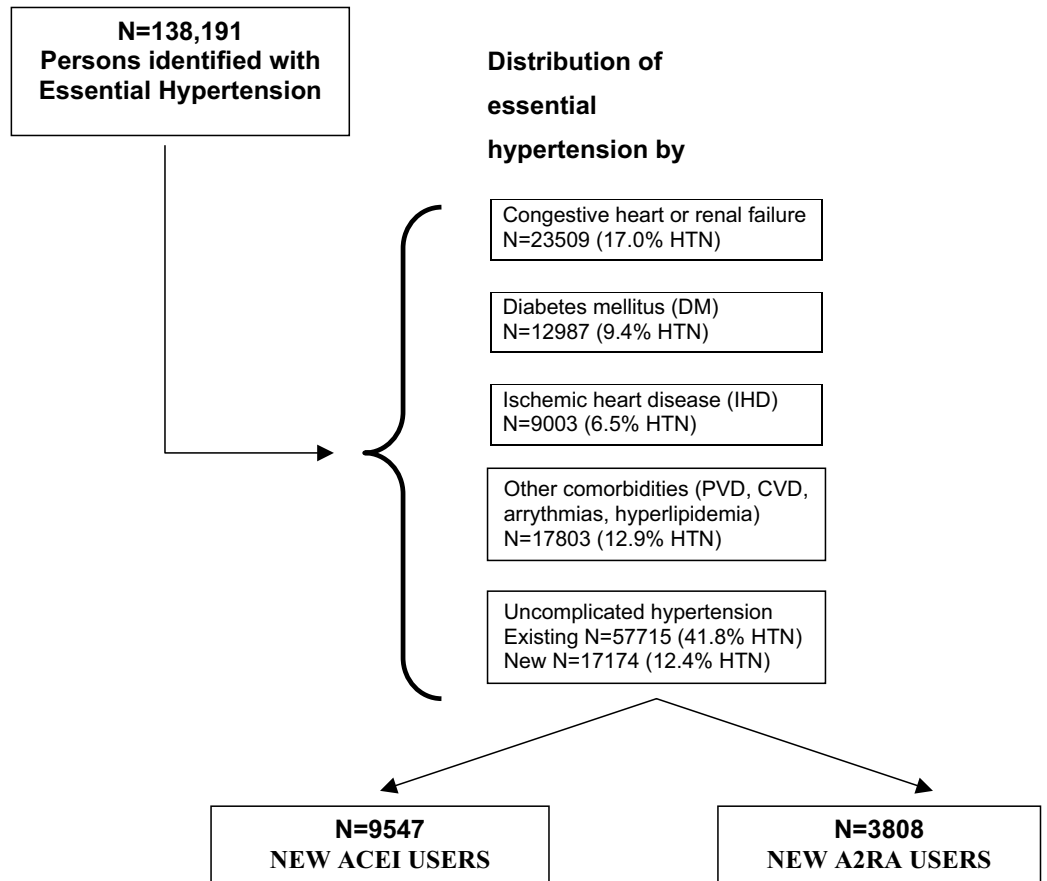 N=138,191
Persons identified with
Essential Hypertension
Distribution of
essential
hypertension by
Congestive heart or renal failure
N=23509 (17.0% HTN)
Diabetes mellitus (DM)
N=12987 (9.4% HTN)
Ischemic heart disease (IHD)
N=9003 (6.5% HTN)
Other comorbidities (PVD, CVD,
arrythmias, hyperlipidemia)
N=17803 (12.9% HTN)
Uncomplicated hypertension
Existing N=57715 (41.8% HTN)
New N=17174 (12.4% HTN)
N=9547
NEW ACEI USERS
N=3808
NEW A2RA USERS